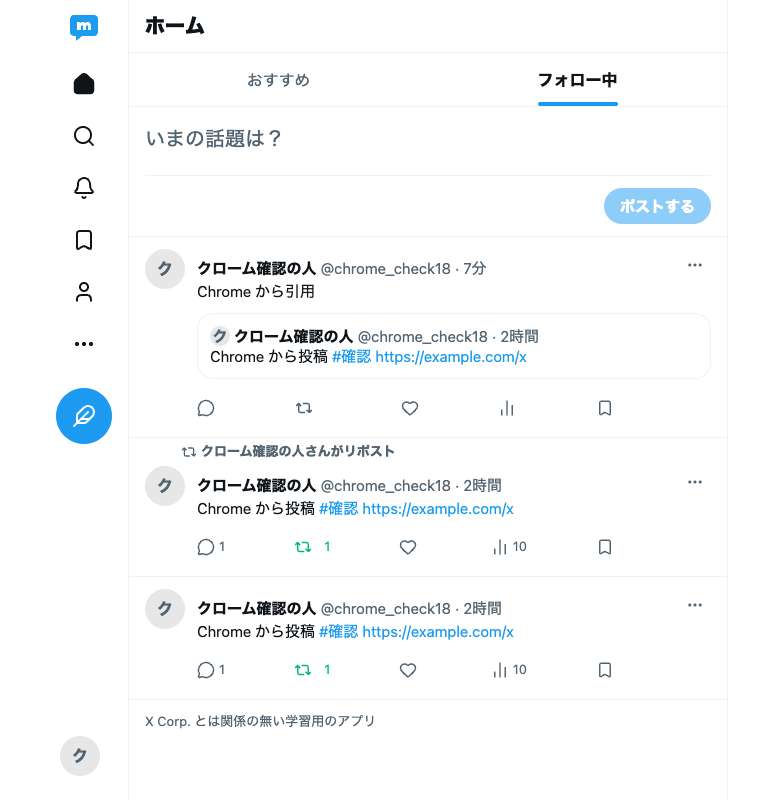 m
ホーム
おすすめ
フォロー中
いまの話題は？
ポストする
ク
クローム確認の人 @chrome_check18 · 7分
Chrome から引用
ク クローム確認の人 @chrome_check18 · 2時間
Chrome から投稿 #確認 https://example.com/x
クローム確認の人さんがリポスト
ク
クローム確認の人 @chrome_check18 · 2時間
Chrome から投稿 #確認 https://example.com/x
1 1 10
ク
クローム確認の人 @chrome_check18 · 2時間
Chrome から投稿 #確認 https://example.com/x
1 1 10
X Corp. とは関係の無い学習用のアプリ
ク